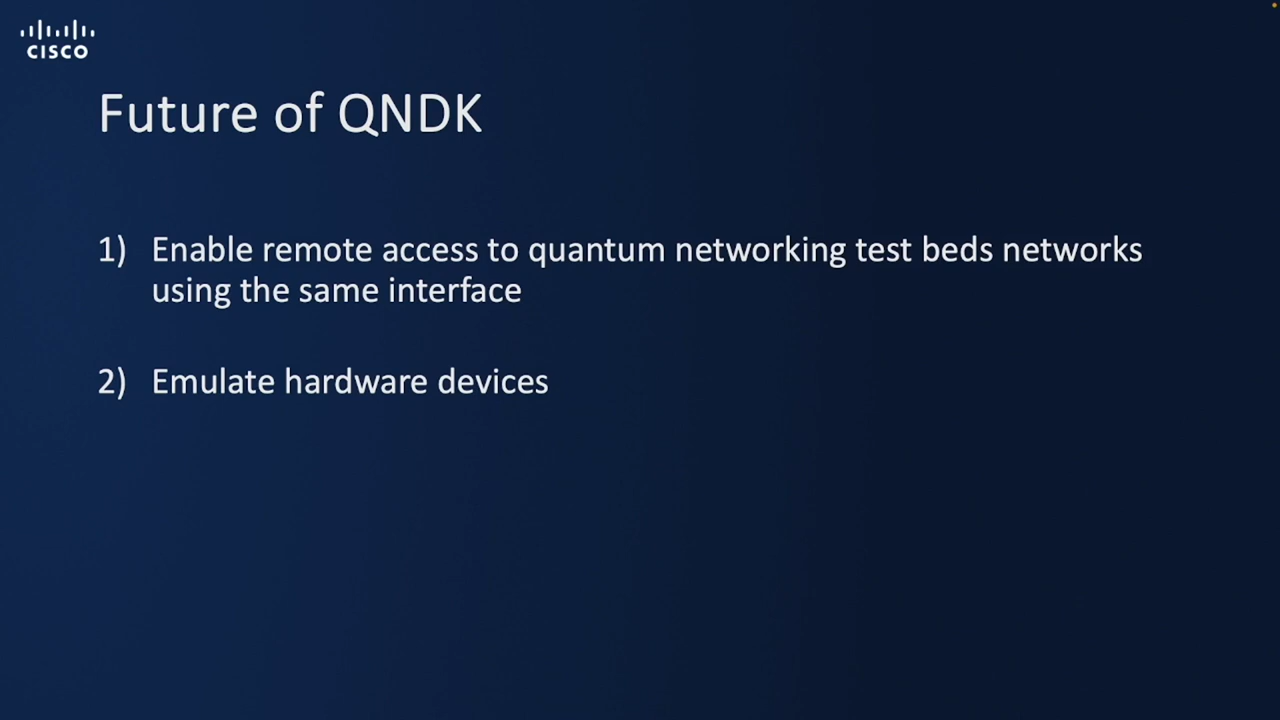 CISCO
Future of QNDK
1) Enable remote access to quantum networking test beds networks
using the same interface
2) Emulate hardware devices